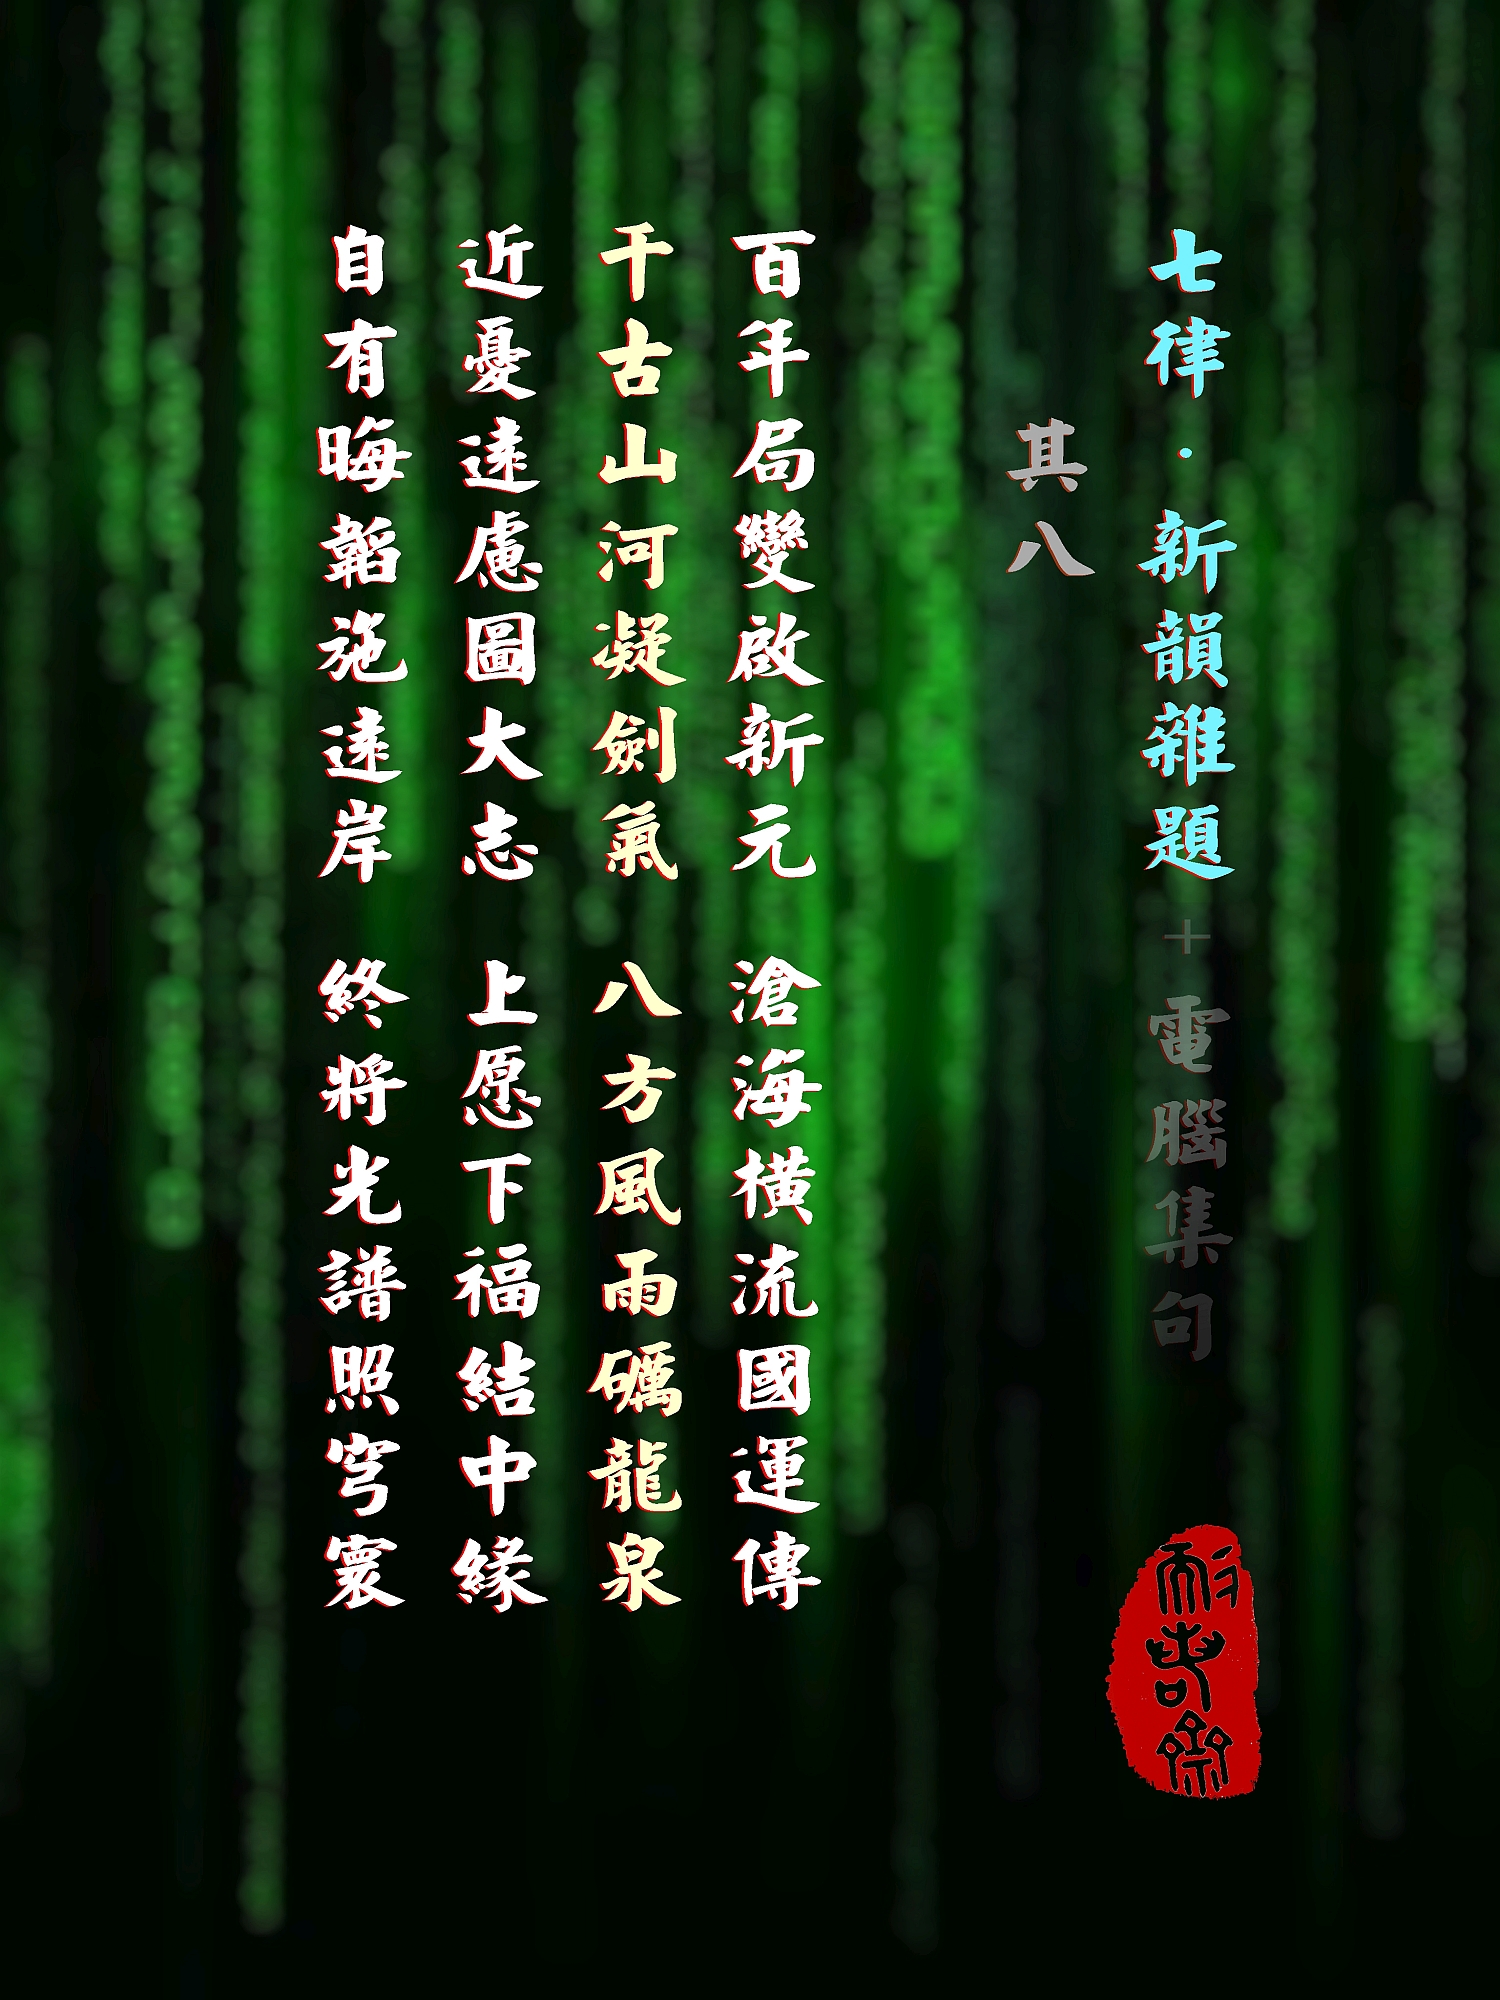 七律·新韻雜題+電腦集句
其八
百年局變啟新元 滄海橫流國運傳
千古山河凝劍氣 八方風雨礪龍泉
近憂遠慮圖大志 上愿下福結中緣
自有晦韜施遠岸 終將光譜照穹寰